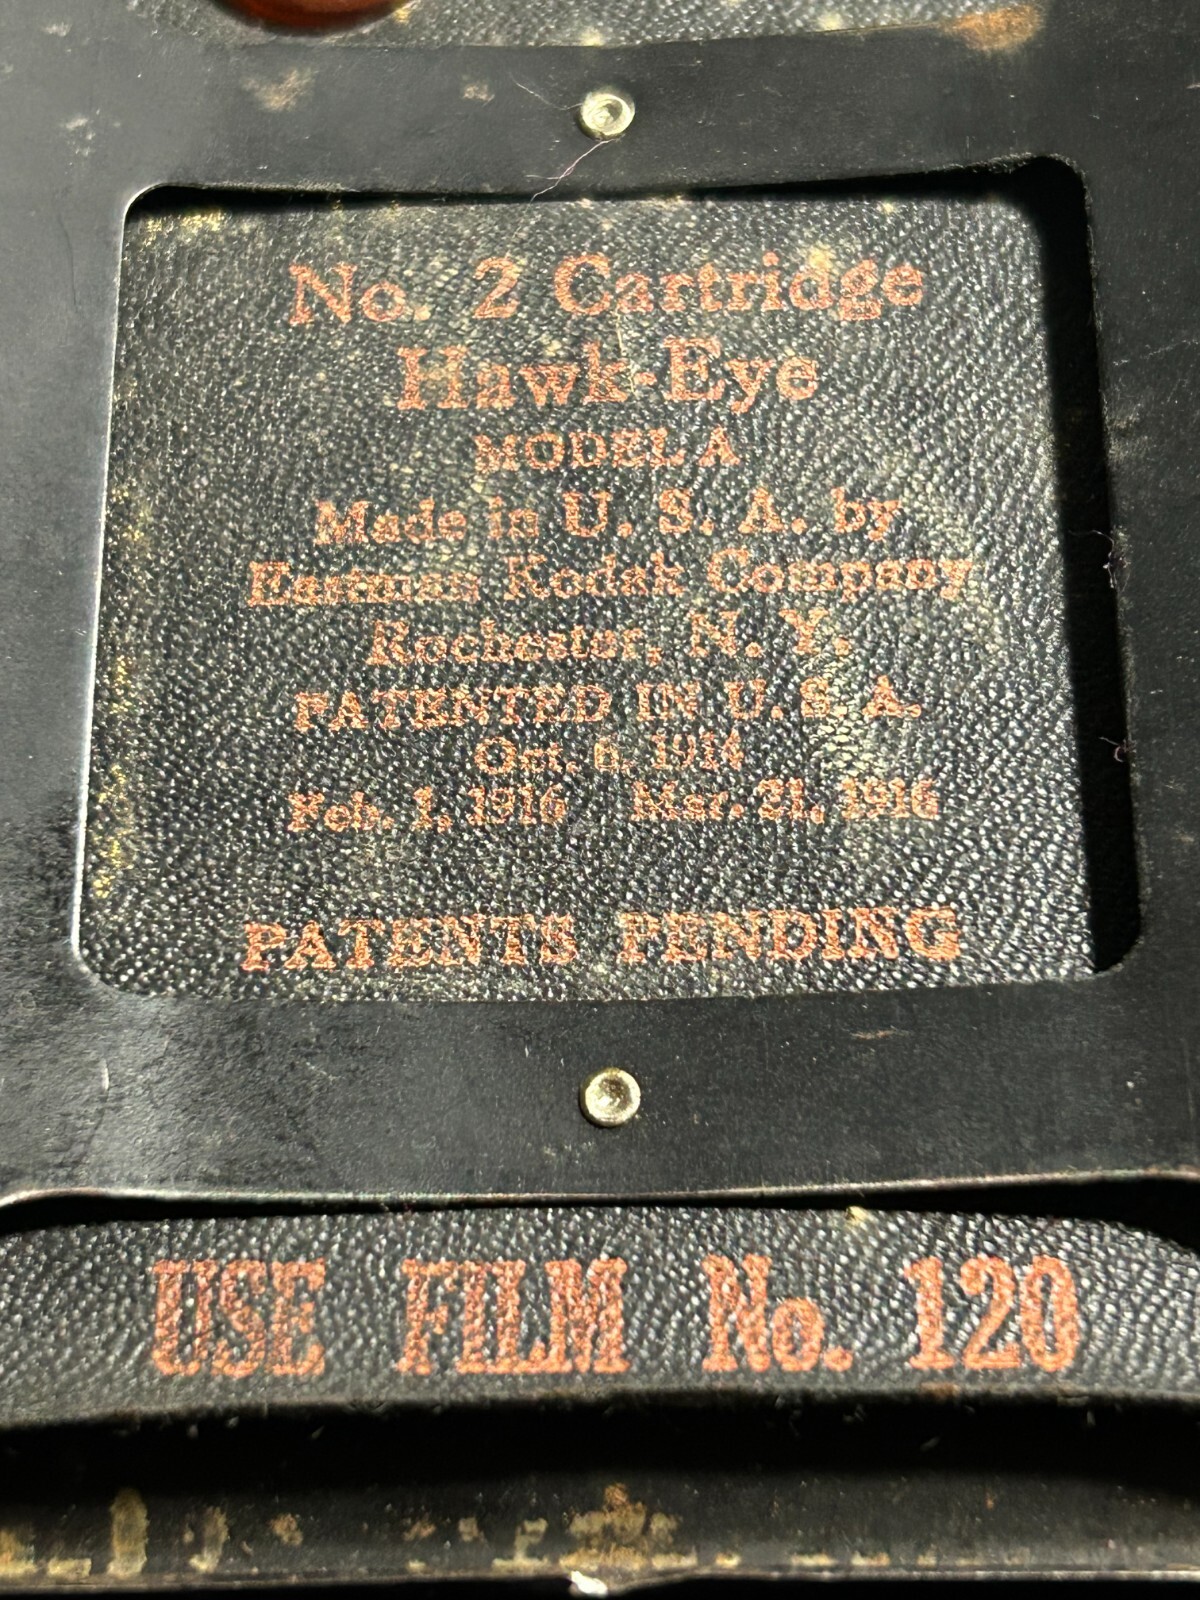 No. 2 Cartridge
Hawk-Eye
MODEL A
Made in U. S. A. by
Eastman Kodak Company
Rochester, N. Y.
PATENTED IN U. S. A.
Oct. 6, 1914
Feb. 1, 1916 Mar. 21, 1916
PATENTS PENDING
USE FILM No. 120